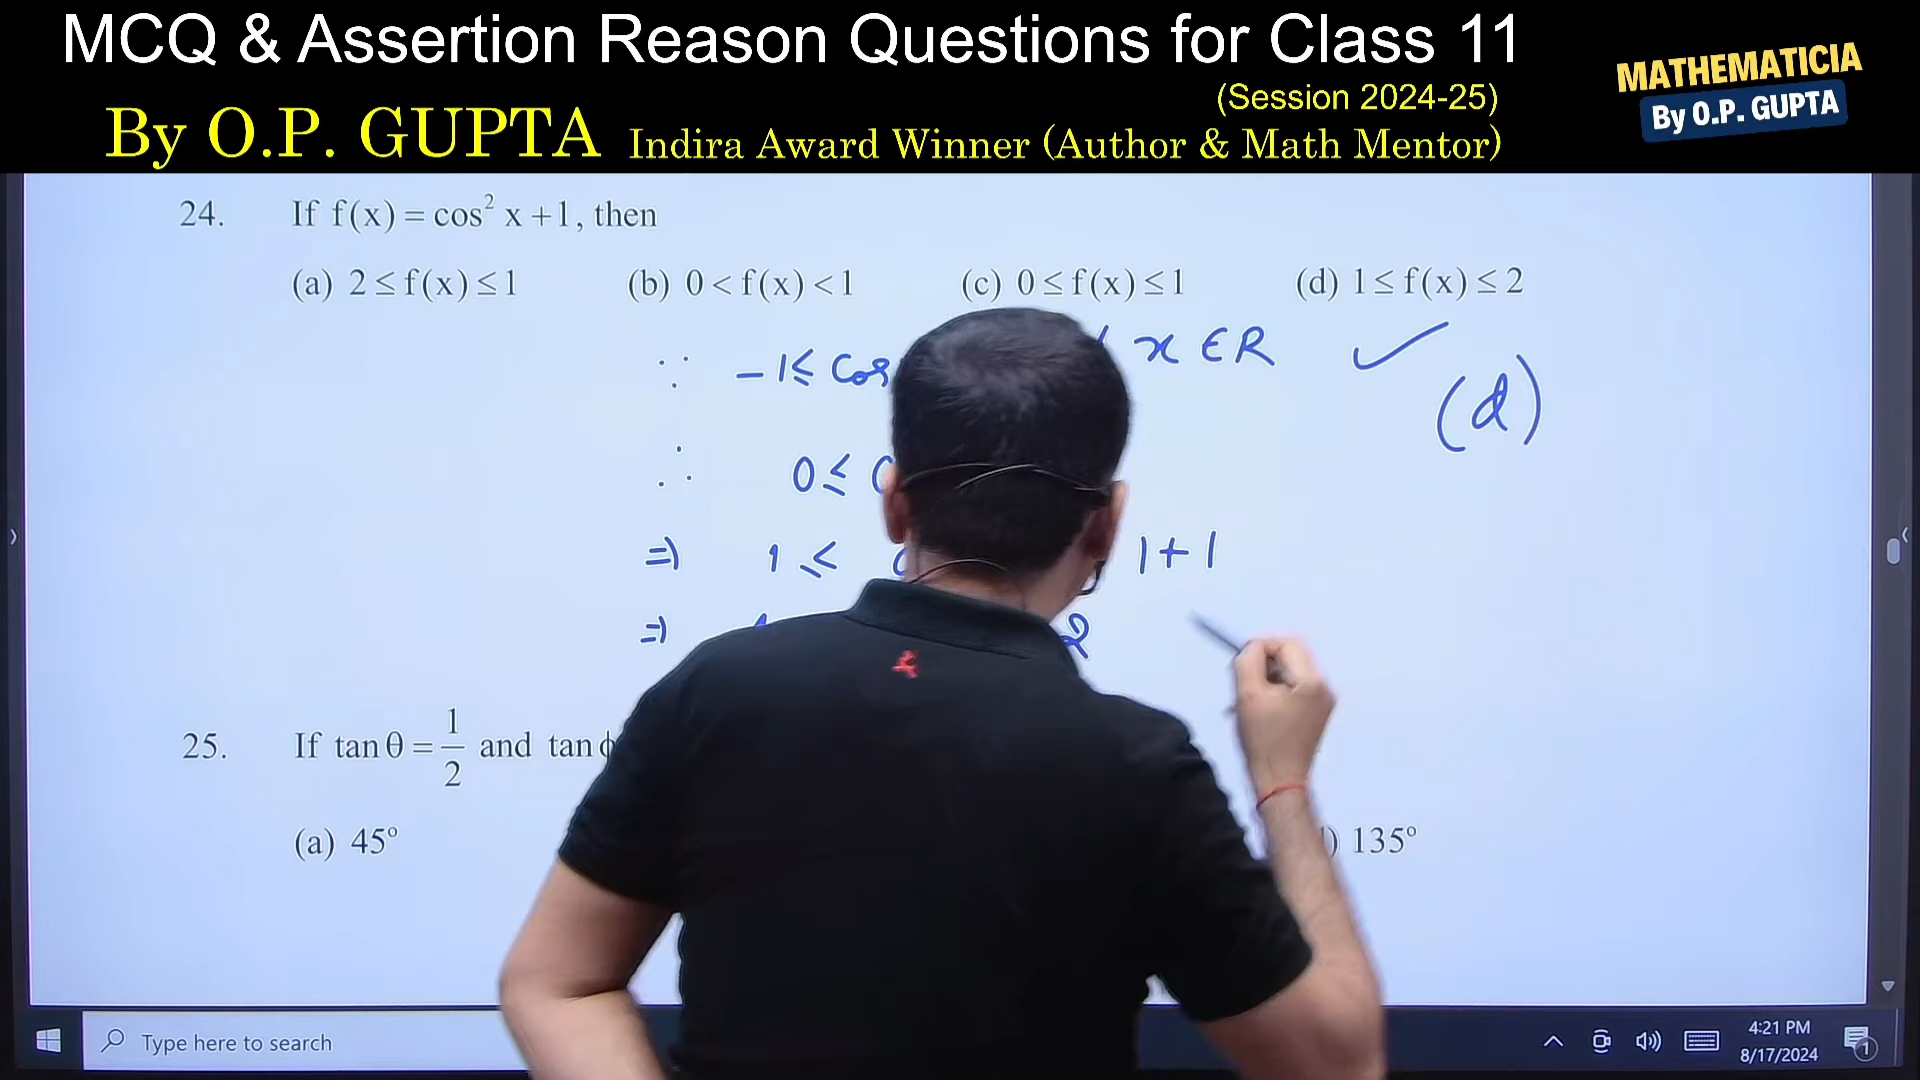 MCQ & Assertion Reason Questions for Class 11
(Session 2024-25)
By O.P. GUPTA Indira Award Winner (Author & Math Mentor)
MATHEMATICIA
By O.P. GUPTA
24. If f(x) = cos² x + 1, then
(a) 2 ≤ f(x) ≤ 1 (b) 0 < f(x) < 1 (c) 0 ≤ f(x) ≤ 1 (d) 1 ≤ f(x) ≤ 2
∵ -1 ≤ Cos x ∈ R ✓
(d)
∴ 0 ≤
⇒ 1 ≤ 1+1
⇒ 2
25. If tan θ = 1/2 and tan ϕ
(a) 45° 135°
Type here to search
4:21 PM
8/17/2024
1